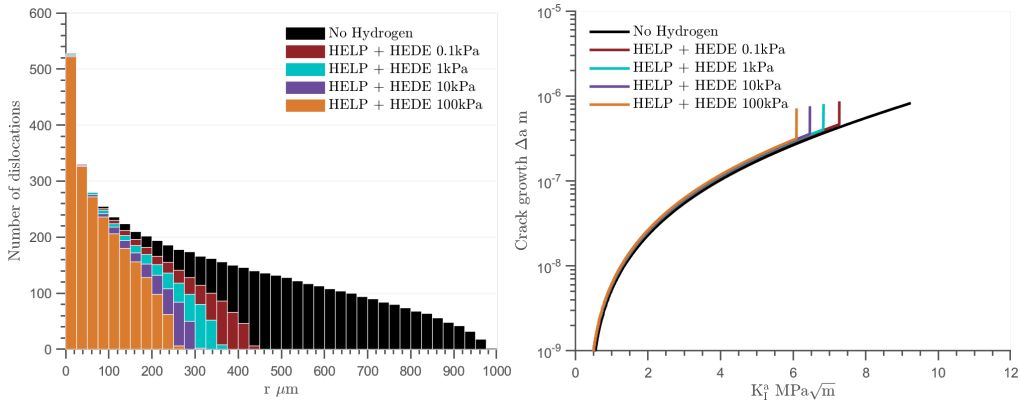 600
500
400
300
200
100
0
Number of dislocations
No Hydrogen
HELP + HEDE 0.1kPa
HELP + HEDE 1kPa
HELP + HEDE 10kPa
HELP + HEDE 100kPa
0 100 200 300 400 500 600 700 800 900 1000
r μm
10^-5
10^-6
10^-7
10^-8
10^-9
Crack growth Δa m
No Hydrogen
HELP + HEDE 0.1kPa
HELP + HEDE 1kPa
HELP + HEDE 10kPa
HELP + HEDE 100kPa
0 2 4 6 8 10 12
K_I^a MPa√m